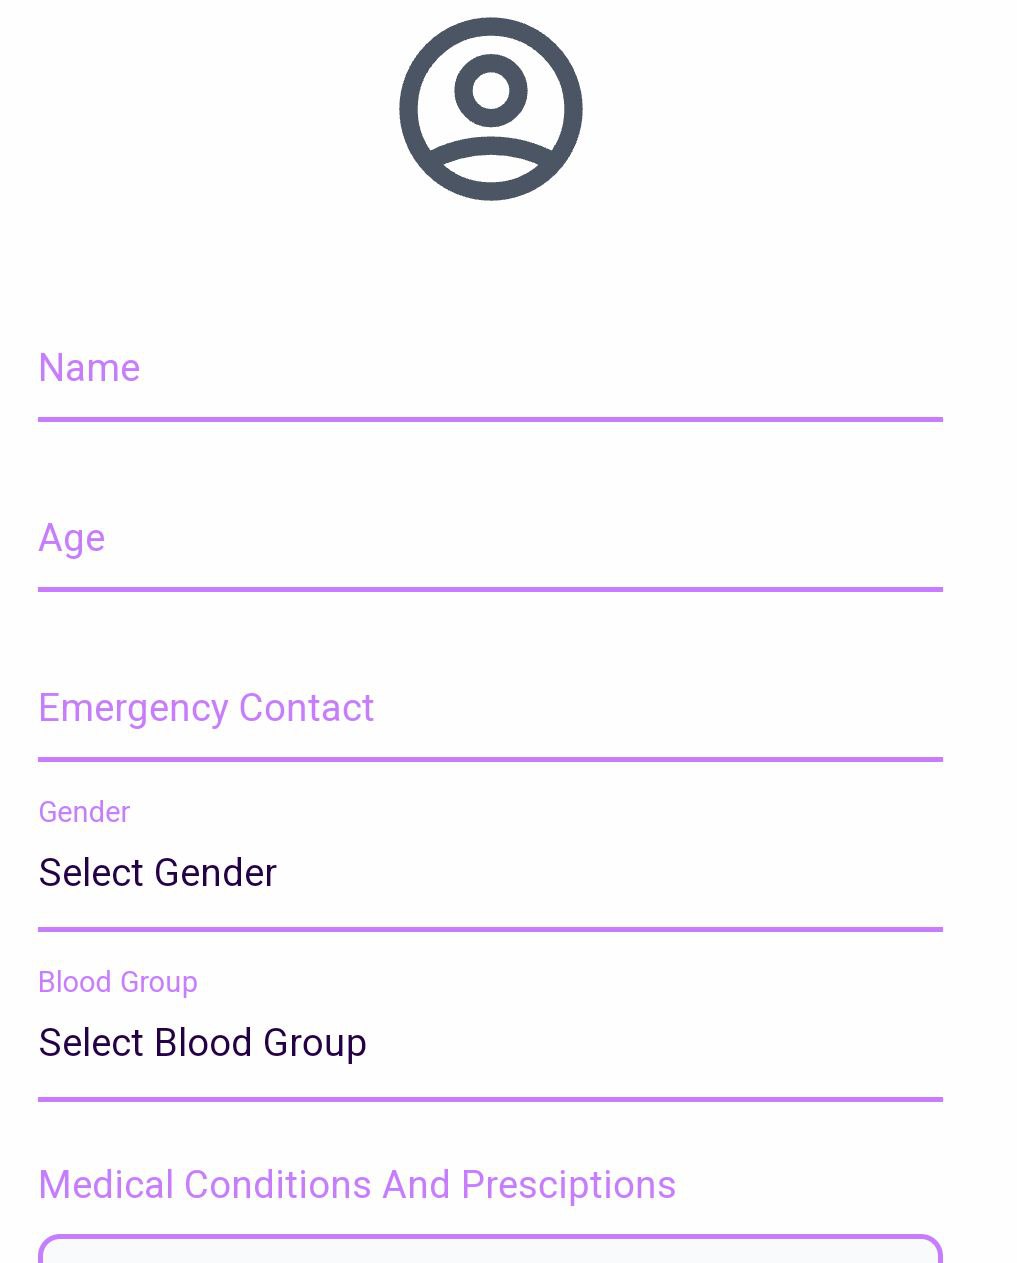 Name
Age
Emergency Contact
Gender
Select Gender
Blood Group
Select Blood Group
Medical Conditions And Presciptions